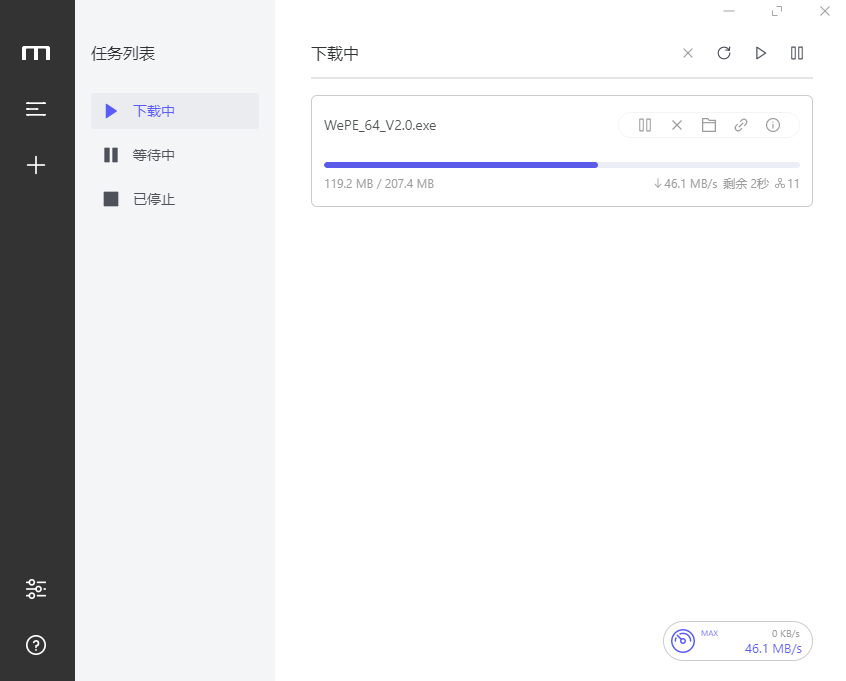 m
任务列表
下载中
等待中
已停止
下载中
WePE_64_V2.0.exe
119.2 MB / 207.4 MB
↓ 46.1 MB/s 剩余 2秒 11
MAX
0 KB/s
46.1 MB/s